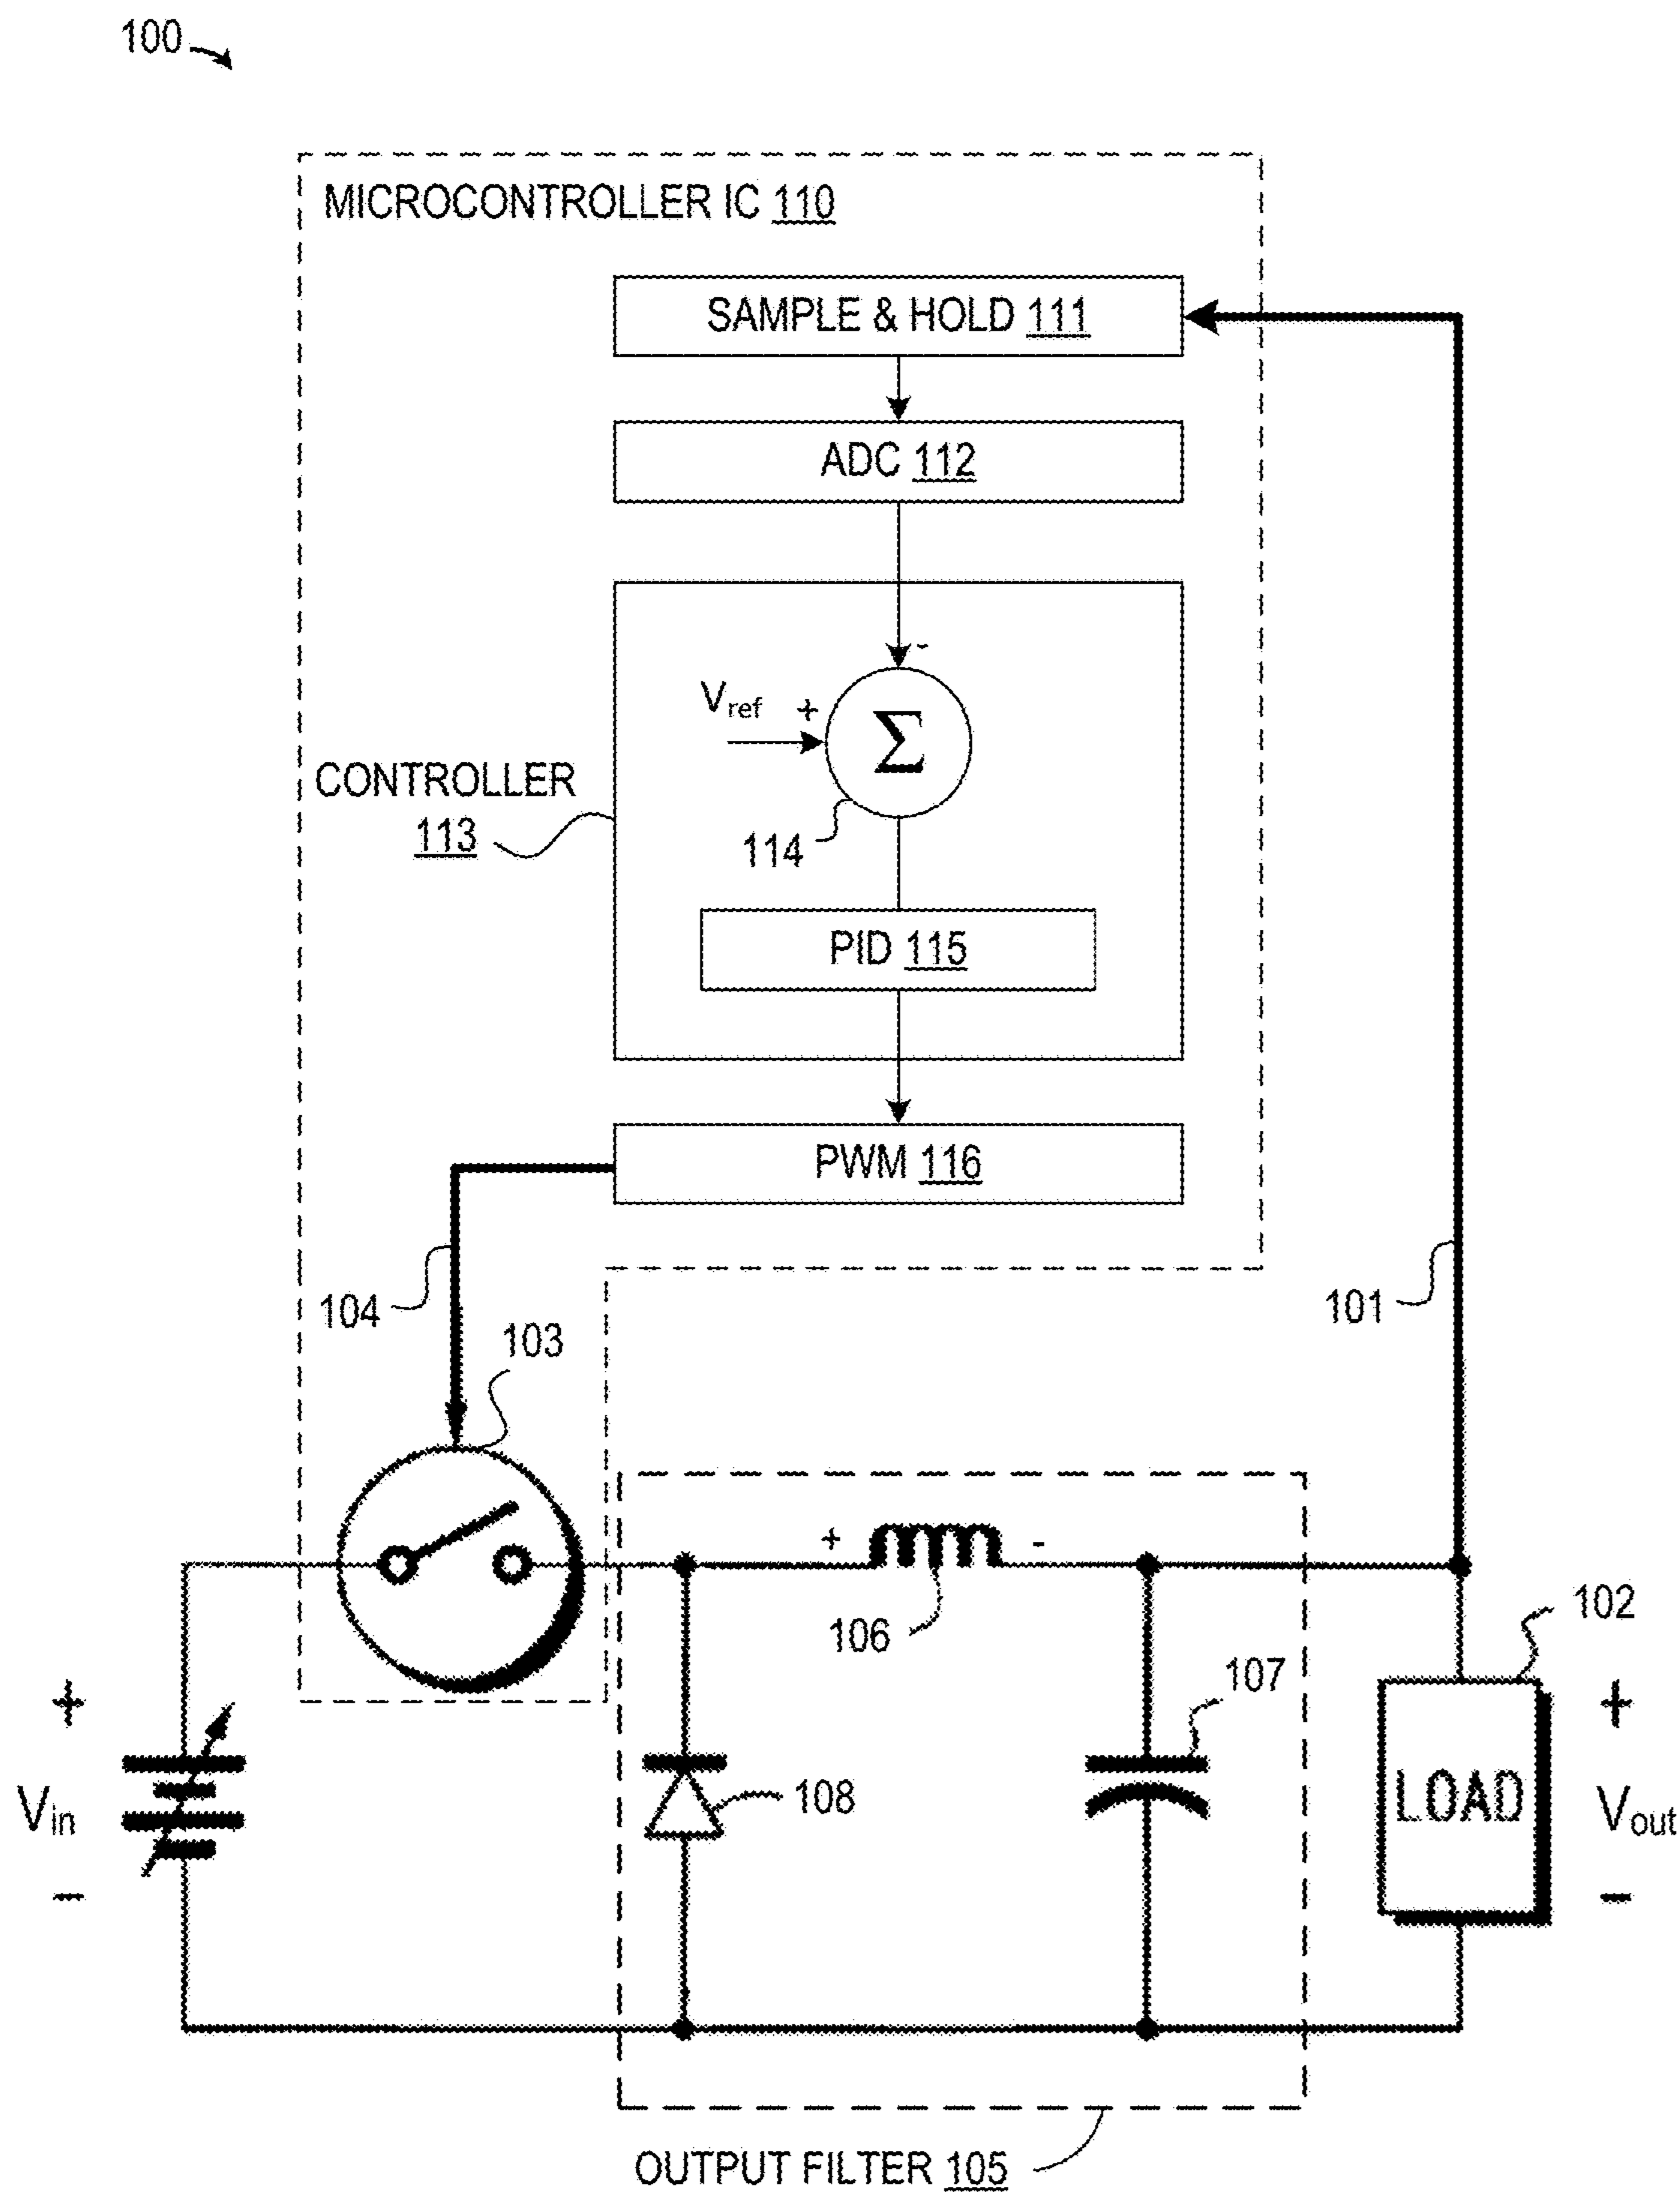 100
MICROCONTROLLER IC 110
SAMPLE & HOLD 111
ADC 112
-
Vref
+
Σ
CONTROLLER
113
114
PID 115
PWM 116
104
101
103
+
-
106
102
107
+
+
108
LOAD
Vin
Vout
−
−
OUTPUT FILTER 105